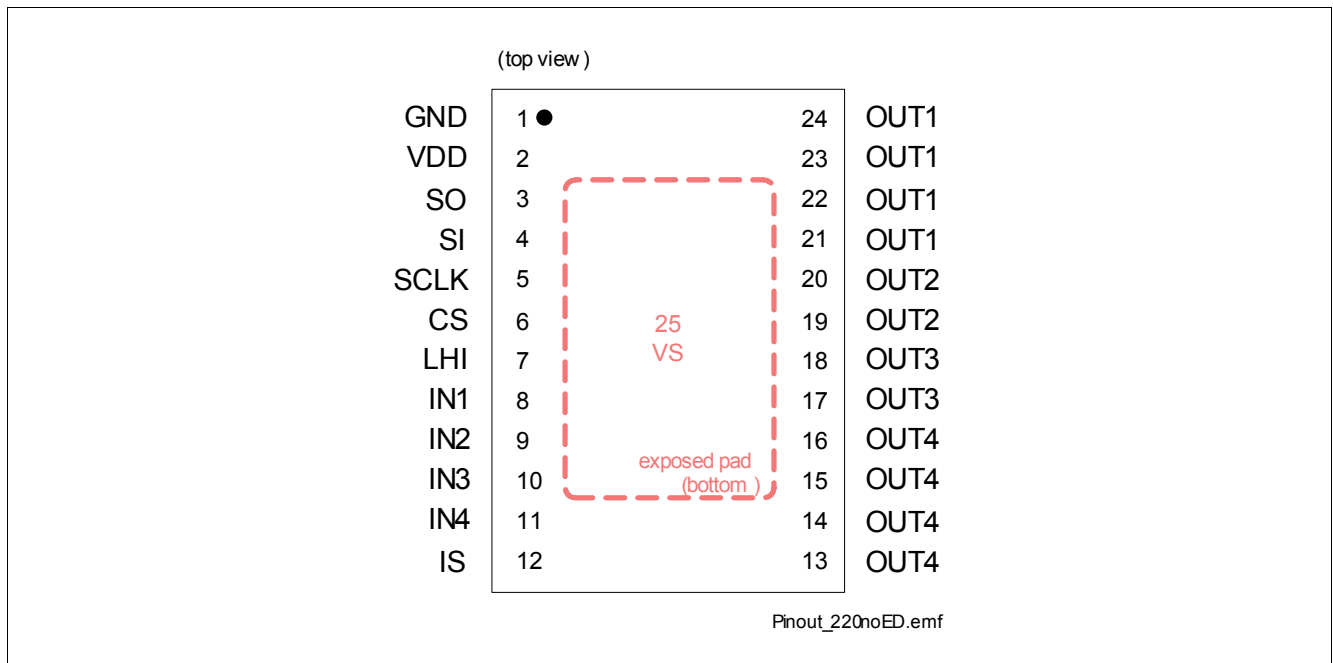 (top view )
GND 1 24 OUT1
VDD 2 23 OUT1
SO 3 22 OUT1
SI 4 21 OUT1
SCLK 5 20 OUT2
CS 6 25 19 OUT2
LHI 7 VS 18 OUT3
IN1 8 17 OUT3
IN2 9 16 OUT4
exposed pad
IN3 10 (bottom ) 15 OUT4
IN4 11 14 OUT4
IS 12 13 OUT4
Pinout_220noED.emf